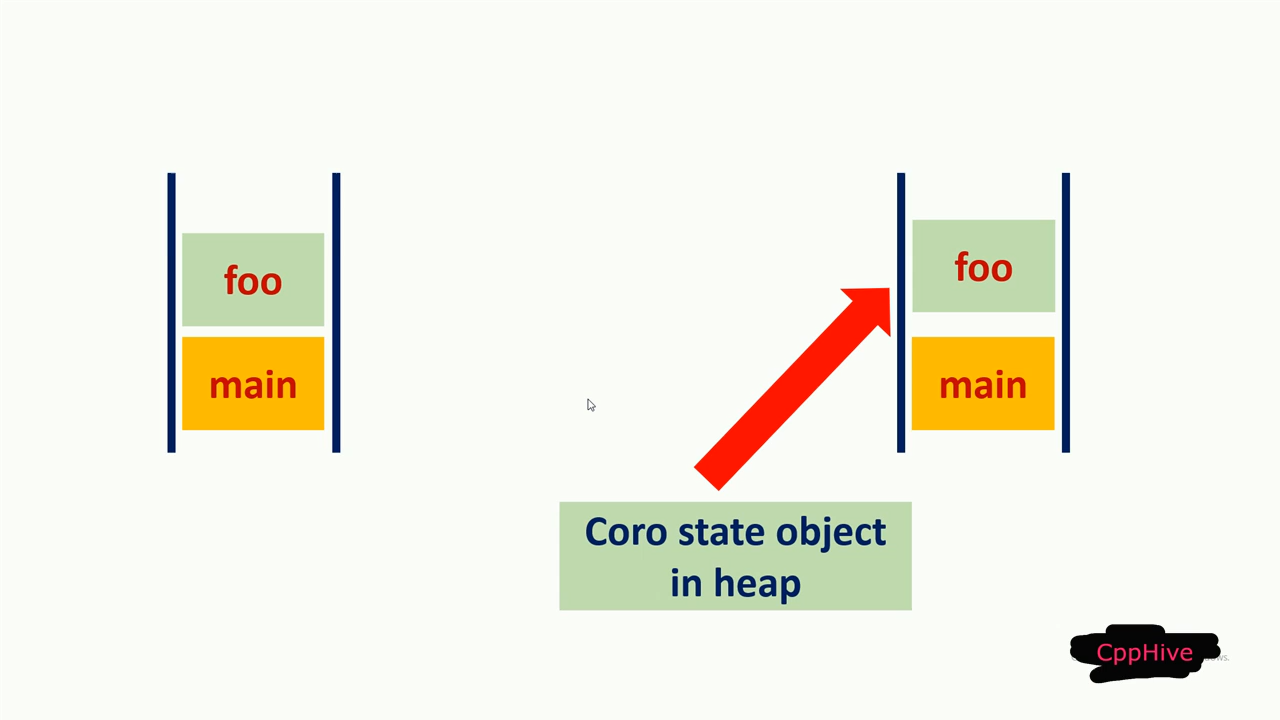 foo
main
foo
main
Coro state object
in heap
CppHive